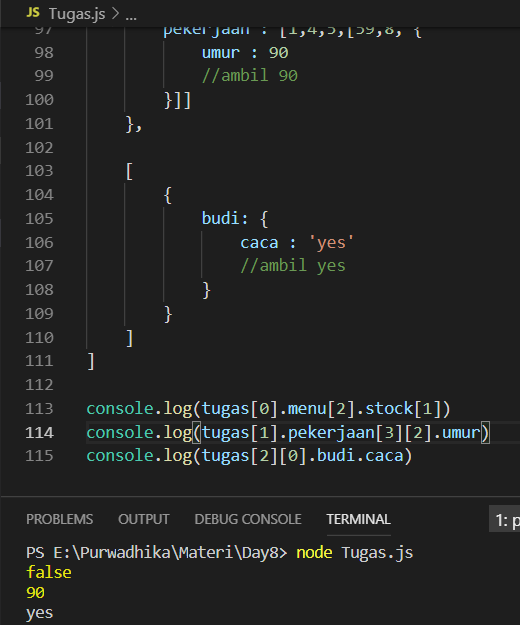 JS Tugas.js > ...
97 pekerjaan : [1,4,5,[59,8, {
98 umur : 90
99 //ambil 90
100 }]]
101 },
102
103 [
104 {
105 budi: {
106 caca : 'yes'
107 //ambil yes
108 }
109 }
110 ]
111 ]
112
113 console.log(tugas[0].menu[2].stock[1])
114 console.log(tugas[1].pekerjaan[3][2].umur)
115 console.log(tugas[2][0].budi.caca)
PROBLEMS OUTPUT DEBUG CONSOLE TERMINAL 1: p
PS E:\Purwadhika\Materi\Day8> node Tugas.js
false
90
yes